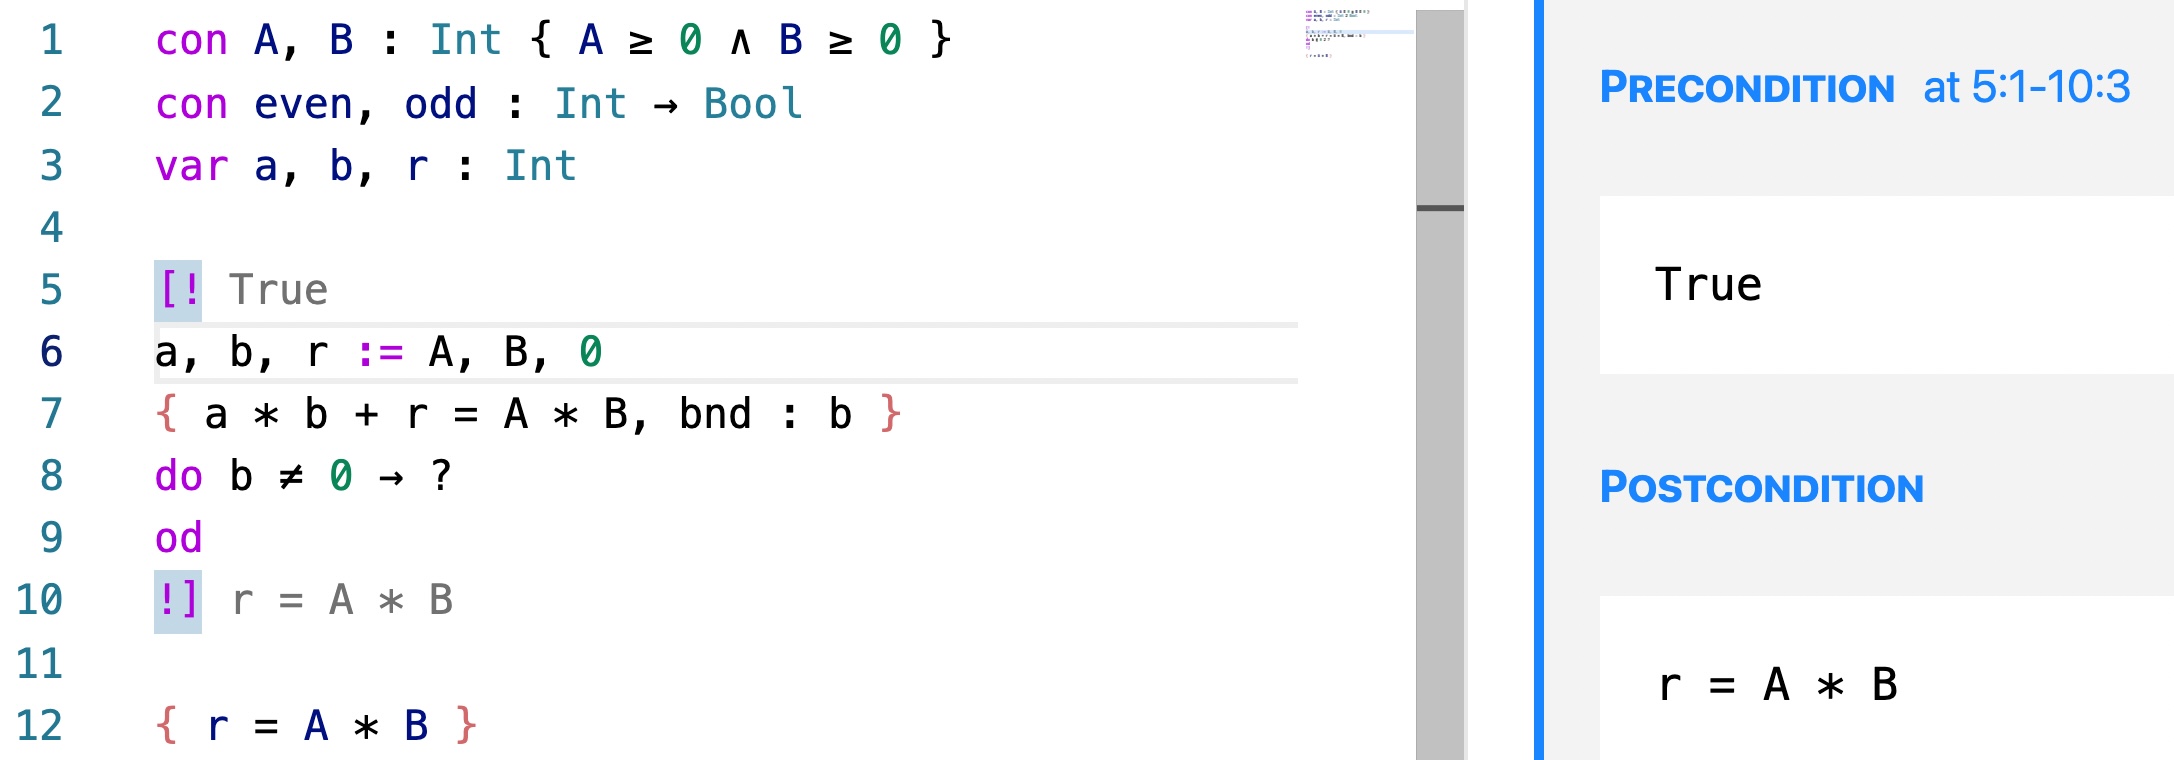 1 con A, B : Int { A ≥ 0 ∧ B ≥ 0 }
2 con even, odd : Int → Bool
3 var a, b, r : Int
4
5 [! True
6 a, b, r := A, B, 0
7 { a * b + r = A * B, bnd : b }
8 do b ≠ 0 → ?
9 od
10 !] r = A * B
11
12 { r = A * B }
PRECONDITION at 5:1-10:3
True
POSTCONDITION
r = A * B